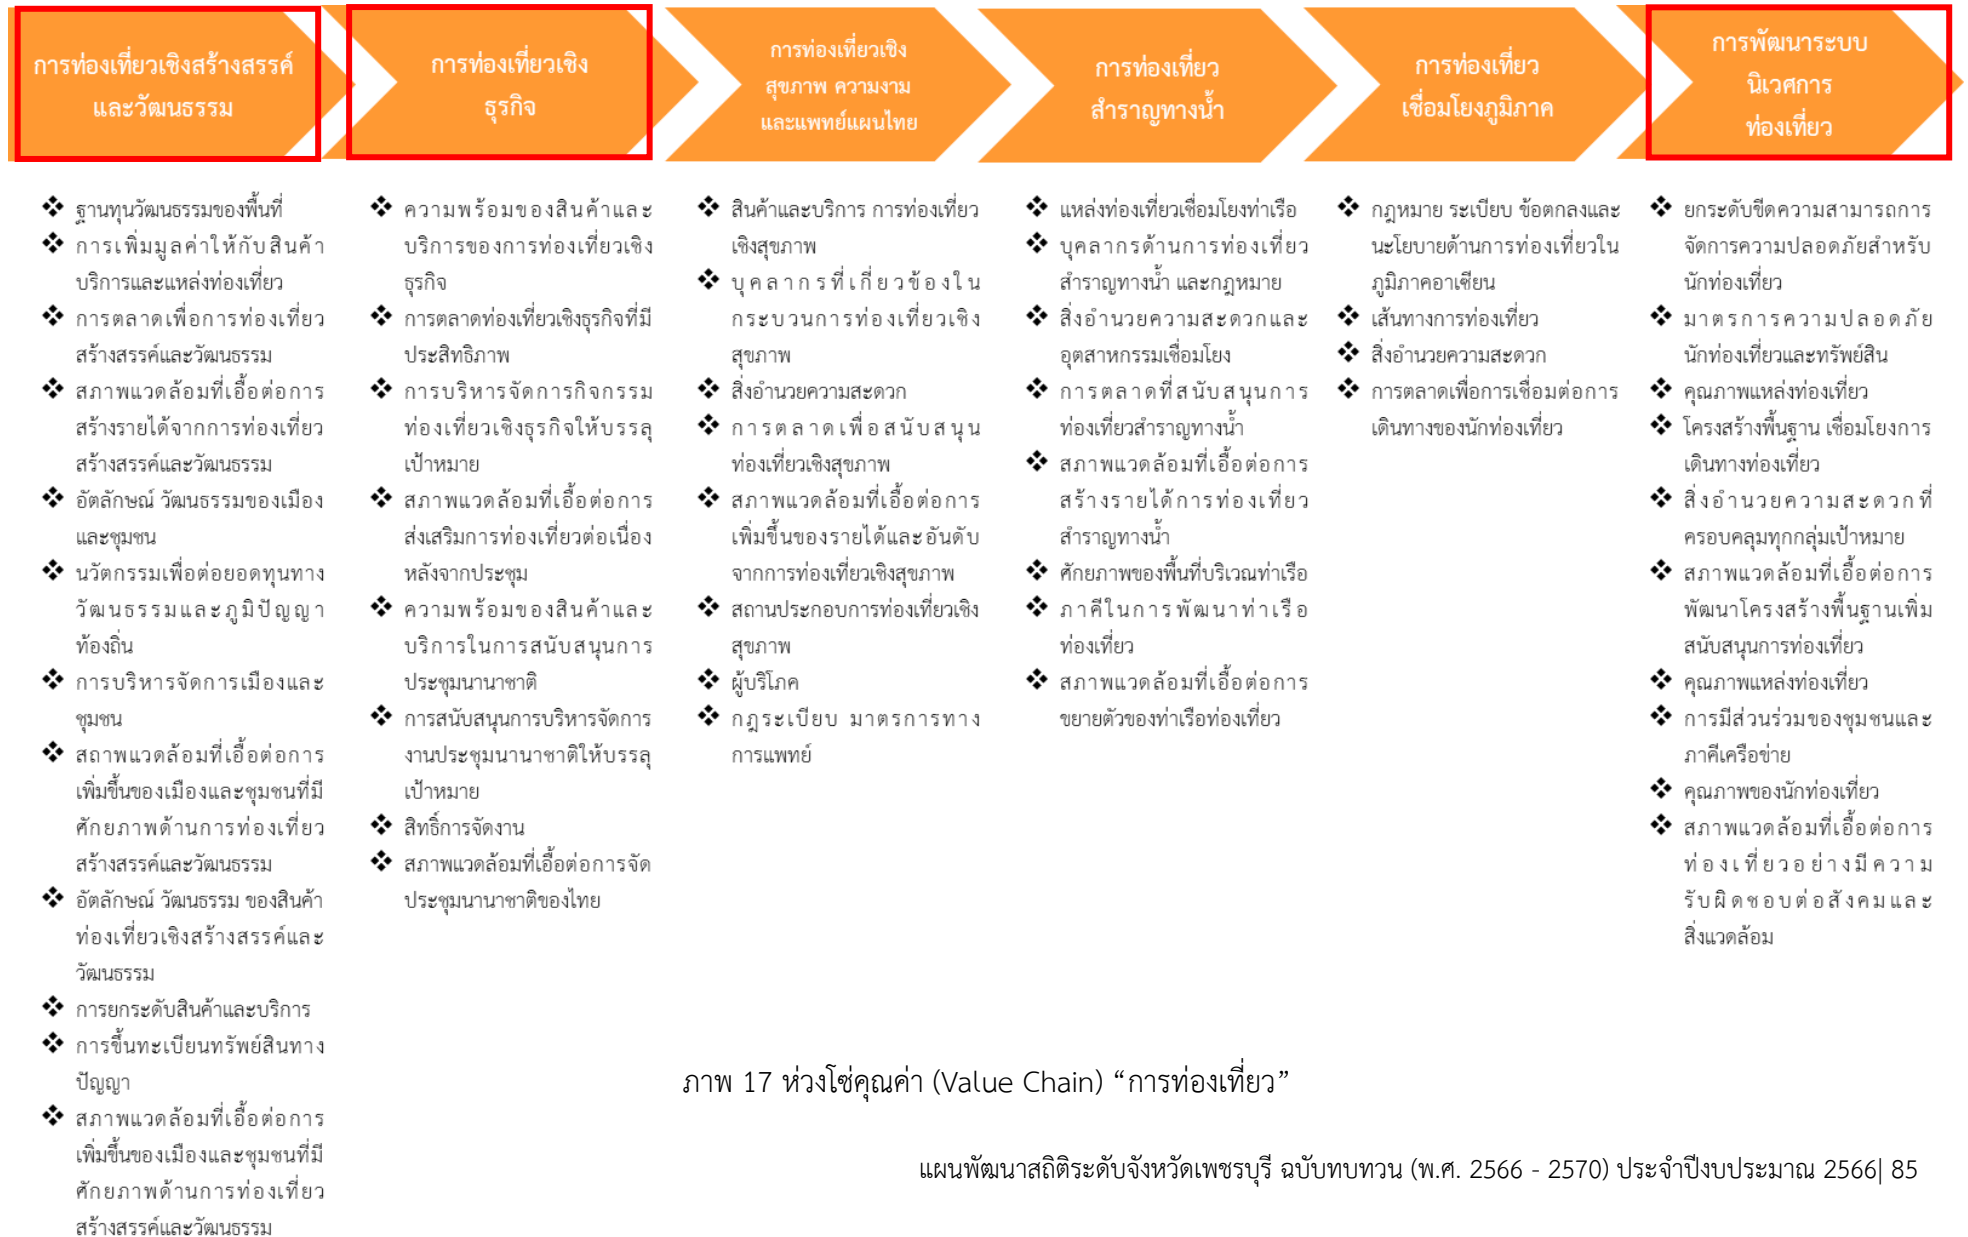 การท่องเที่ยวเชิงสร้างสรรค์
และวัฒนธรรม
การท่องเที่ยวเชิง
ธุรกิจ
การท่องเที่ยวเชิง
สุขภาพ ความงาม
และแพทย์แผนไทย
การท่องเที่ยว
สำราญทางน้ำ
การท่องเที่ยว
เชื่อมโยงภูมิภาค
การพัฒนาระบบ
นิเวศการ
ท่องเที่ยว
❖ ฐานทุนวัฒนธรรมของพื้นที่
❖ การเพิ่มมูลค่าให้กับสินค้า
บริการและแหล่งท่องเที่ยว
❖ การตลาดเพื่อการท่องเที่ยว
สร้างสรรค์และวัฒนธรรม
❖ สภาพแวดล้อมที่เอื้อต่อการ
สร้างรายได้จากการท่องเที่ยว
สร้างสรรค์และวัฒนธรรม
❖ อัตลักษณ์ วัฒนธรรมของเมือง
และชุมชน
❖ นวัตกรรมเพื่อต่อยอดทุนทาง
วัฒนธรรมและภูมิปัญญา
ท้องถิ่น
❖ การบริหารจัดการเมืองและ
ชุมชน
❖ สถาพแวดล้อมที่เอื้อต่อการ
เพิ่มขึ้นของเมืองและชุมชนที่มี
ศักยภาพด้านการท่องเที่ยว
สร้างสรรค์และวัฒนธรรม
❖ อัตลักษณ์ วัฒนธรรม ของสินค้า
ท่องเที่ยวเชิงสร้างสรรค์และ
วัฒนธรรม
❖ การยกระดับสินค้าและบริการ
❖ การขึ้นทะเบียนทรัพย์สินทาง
ปัญญา
❖ สภาพแวดล้อมที่เอื้อต่อการ
เพิ่มขึ้นของเมืองและชุมชนที่มี
ศักยภาพด้านการท่องเที่ยว
สร้างสรรค์และวัฒนธรรม
❖ ความพร้อมของสินค้าและ
บริการของการท่องเที่ยวเชิง
ธุรกิจ
❖ การตลาดท่องเที่ยวเชิงธุรกิจที่มี
ประสิทธิภาพ
❖ การบริหารจัดการกิจกรรม
ท่องเที่ยวเชิงธุรกิจให้บรรลุ
เป้าหมาย
❖ สภาพแวดล้อมที่เอื้อต่อการ
ส่งเสริมการท่องเที่ยวต่อเนื่อง
หลังจากประชุม
❖ ความพร้อมของสินค้าและ
บริการในการสนับสนุนการ
ประชุมนานาชาติ
❖ การสนับสนุนการบริหารจัดการ
งานประชุมนานาชาติให้บรรลุ
เป้าหมาย
❖ สิทธิ์การจัดงาน
❖ สภาพแวดล้อมที่เอื้อต่อการจัด
ประชุมนานาชาติของไทย
❖ สินค้าและบริการ การท่องเที่ยว
เชิงสุขภาพ
❖ บุคลากรที่เกี่ยวข้องใน
กระบวนการท่องเที่ยวเชิง
สุขภาพ
❖ สิ่งอำนวยความสะดวก
❖ การตลาดเพื่อสนับสนุน
ท่องเที่ยวเชิงสุขภาพ
❖ สภาพแวดล้อมที่เอื้อต่อการ
เพิ่มขึ้นของรายได้และอันดับ
จากการท่องเที่ยวเชิงสุขภาพ
❖ สถานประกอบการท่องเที่ยวเชิง
สุขภาพ
❖ ผู้บริโภค
❖ กฎระเบียบ มาตรการทาง
การแพทย์
❖ แหล่งท่องเที่ยวเชื่อมโยงท่าเรือ
❖ บุคลากรด้านการท่องเที่ยว
สำราญทางน้ำ และกฎหมาย
❖ สิ่งอำนวยความสะดวกและ
อุตสาหกรรมเชื่อมโยง
❖ การตลาดที่สนับสนุนการ
ท่องเที่ยวสำราญทางน้ำ
❖ สภาพแวดล้อมที่เอื้อต่อการ
สร้างรายได้การท่องเที่ยว
สำราญทางน้ำ
❖ ศักยภาพของพื้นที่บริเวณท่าเรือ
❖ ภาคีในการพัฒนาท่าเรือ
ท่องเที่ยว
❖ สภาพแวดล้อมที่เอื้อต่อการ
ขยายตัวของท่าเรือท่องเที่ยว
❖ กฎหมาย ระเบียบ ข้อตกลงและ
นะโยบายด้านการท่องเที่ยวใน
ภูมิภาคอาเซียน
❖ เส้นทางการท่องเที่ยว
❖ สิ่งอำนวยความสะดวก
❖ การตลาดเพื่อการเชื่อมต่อการ
เดินทางของนักท่องเที่ยว
❖ ยกระดับขีดความสามารถการ
จัดการความปลอดภัยสำหรับ
นักท่องเที่ยว
❖ มาตรการความปลอดภัย
นักท่องเที่ยวและทรัพย์สิน
❖ คุณภาพแหล่งท่องเที่ยว
❖ โครงสร้างพื้นฐาน เชื่อมโยงการ
เดินทางท่องเที่ยว
❖ สิ่งอำนวยความสะดวกที่
ครอบคลุมทุกกลุ่มเป้าหมาย
❖ สภาพแวดล้อมที่เอื้อต่อการ
พัฒนาโครงสร้างพื้นฐานเพิ่ม
สนับสนุนการท่องเที่ยว
❖ คุณภาพแหล่งท่องเที่ยว
❖ การมีส่วนร่วมของชุมชนและ
ภาคีเครือข่าย
❖ คุณภาพของนักท่องเที่ยว
❖ สภาพแวดล้อมที่เอื้อต่อการ
ท่องเที่ยวอย่างมีความ
รับผิดชอบต่อสังคมและ
สิ่งแวดล้อม
ภาพ 17 ห่วงโซ่คุณค่า (Value Chain) “การท่องเที่ยว”
แผนพัฒนาสถิติระดับจังหวัดเพชรบุรี ฉบับทบทวน (พ.ศ. 2566 - 2570) ประจำปีงบประมาณ 2566| 85